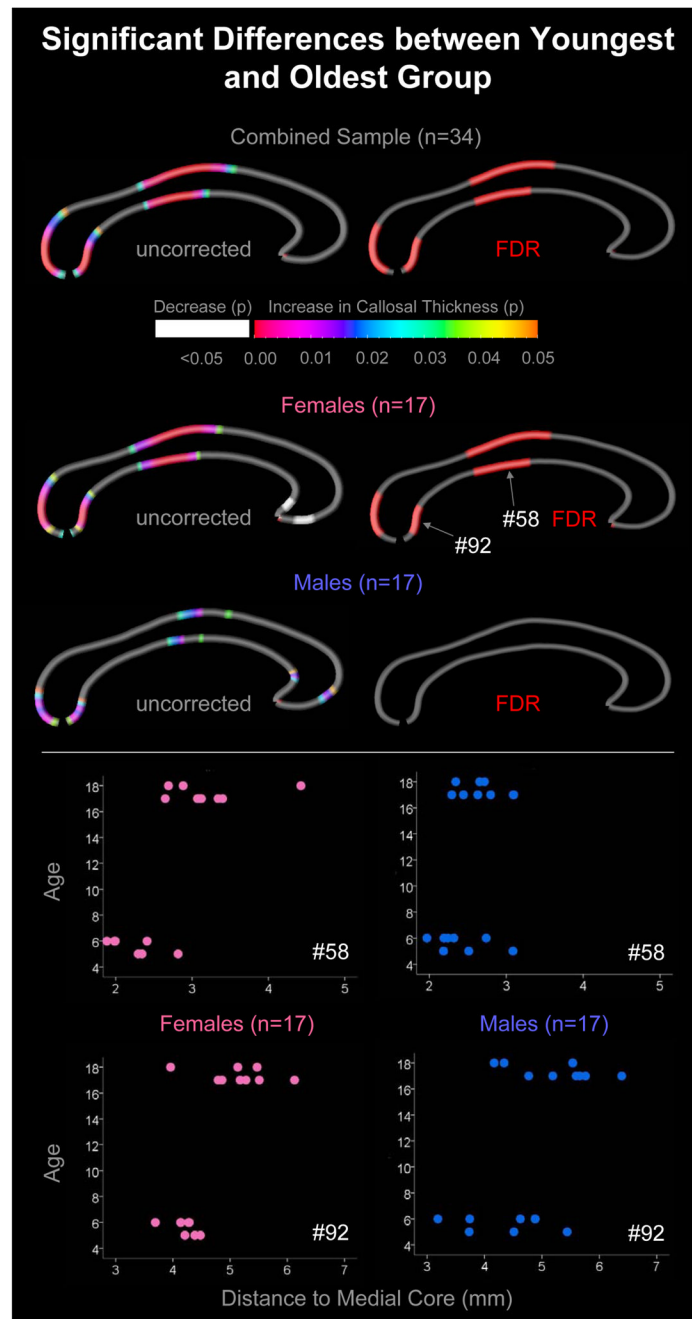 Significant Differences between Youngest
and Oldest Group
Combined Sample (n=34)
uncorrected
FDR
Decrease (p) Increase in Callosal Thickness (p)
<0.05 0.00 0.01 0.02 0.03 0.04 0.05
Females (n=17)
uncorrected
#58
FDR
#92
Males (n=17)
uncorrected
FDR
18
16
14
12
10
8
6
4
Age
#58
2 3 4 5
18
16
14
12
10
8
6
4
#58
2 3 4 5
Females (n=17) Males (n=17)
18
16
14
12
10
8
6
4
Age
#92
3 4 5 6 7
18
16
14
12
10
8
6
4
#92
3 4 5 6 7
Distance to Medial Core (mm)